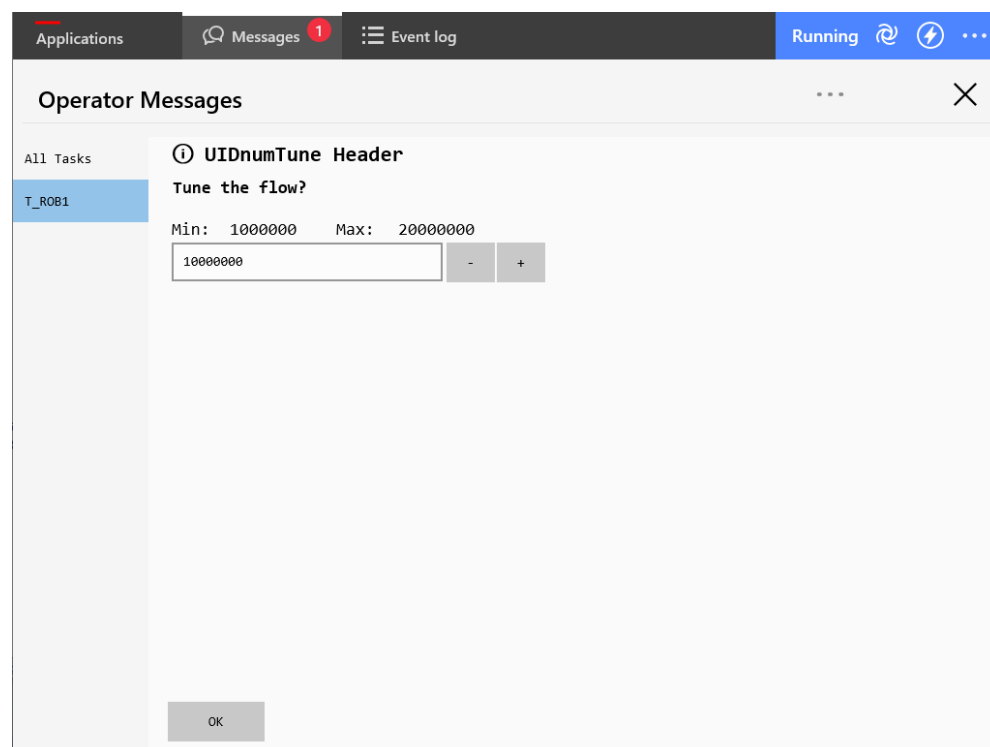 Applications Messages 1 Event log Running
Operator Messages
All Tasks
T_ROB1
UIDnumTune Header
Tune the flow?
Min: 1000000 Max: 20000000
10000000 - +
OK